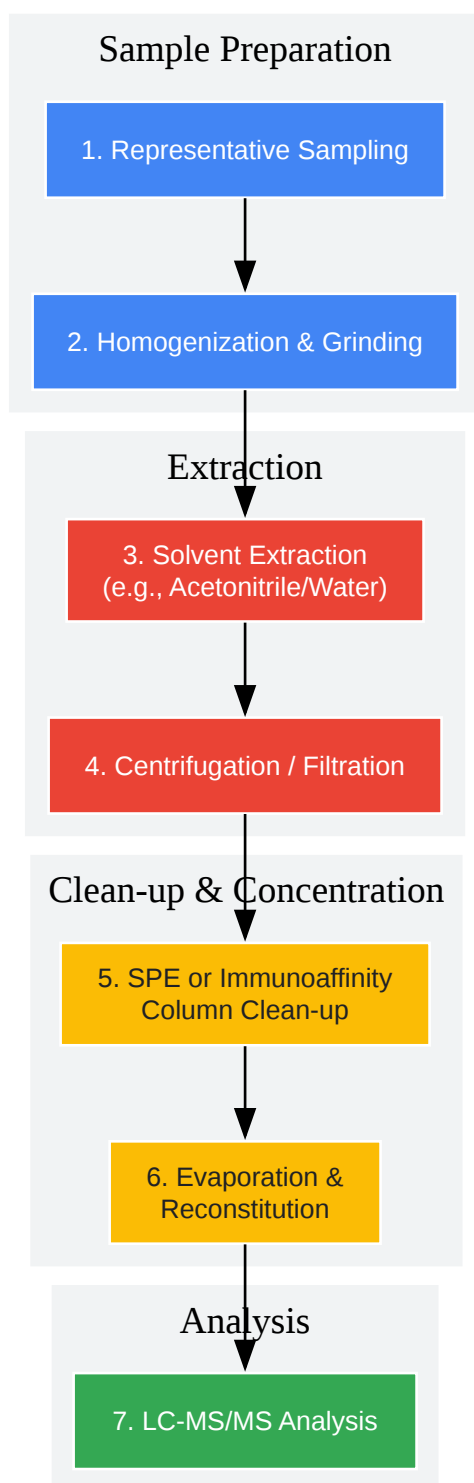 Sample Preparation
1. Representative Sampling
2. Homogenization & Grinding
Extraction
3. Solvent Extraction
(e.g., Acetonitrile/Water)
4. Centrifugation / Filtration
Clean-up & Concentration
5. SPE or Immunoaffinity
Column Clean-up
6. Evaporation &
Reconstitution
Analysis
7. LC-MS/MS Analysis